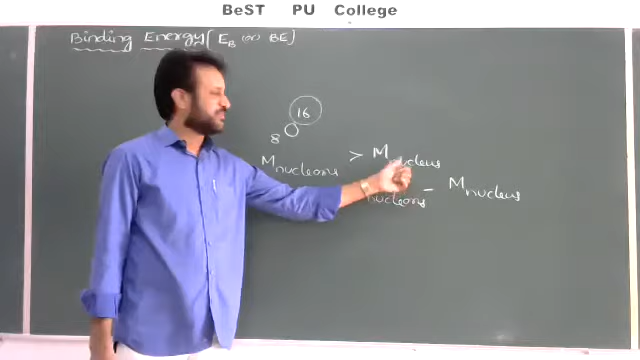 BeST PU College
Binding Energy ( EB (or) BE )
16
8 O
Mnucleons > Mnucleus
nucleons - Mnucleus